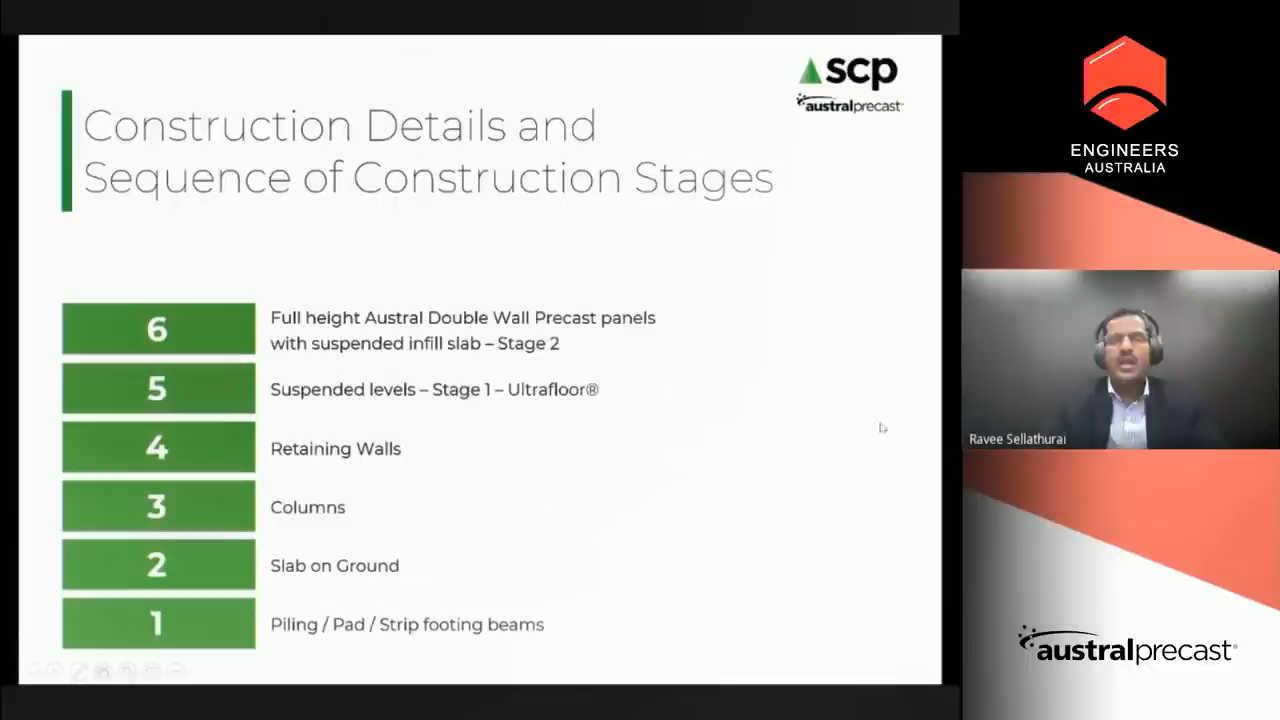 scp
australprecast
Construction Details and
Sequence of Construction Stages
6
Full height Austral Double Wall Precast panels
with suspended infill slab – Stage 2
5
Suspended levels – Stage 1 – Ultrafloor®
4
Retaining Walls
3
Columns
2
Slab on Ground
1
Piling / Pad / Strip footing beams
ENGINEERS
AUSTRALIA
Ravee Sellathurai
australprecast®